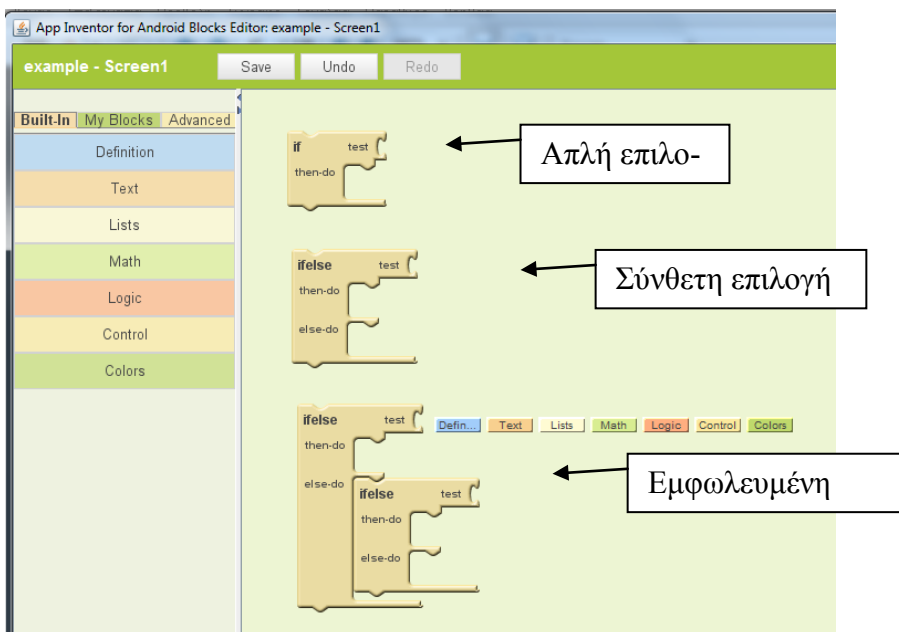 App Inventor for Android Blocks Editor: example - Screen1
example - Screen1 Save Undo Redo
Built-In My Blocks Advanced
Definition
Text
Lists
Math
Logic
Control
Colors
if test
then-do
Απλή επιλο-
ifelse test
then-do
else-do
Σύνθετη επιλογή
ifelse test
Defin... Text Lists Math Logic Control Colors
then-do
else-do
ifelse test
then-do
else-do
Εμφωλευμένη